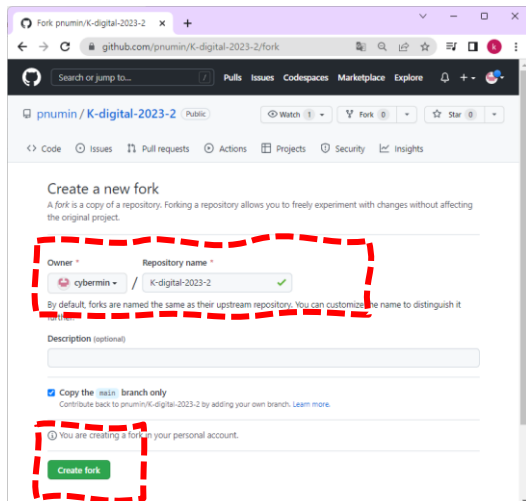 Fork pnumin/K-digital-2023-2
github.com/pnumin/K-digital-2023-2/fork
k
Search or jump to...
/
Pulls Issues Codespaces Marketplace Explore
pnumin / K-digital-2023-2 Public
Watch 1
Fork 0
Star 0
Code Issues Pull requests Actions Projects Security Insights
Create a new fork
A fork is a copy of a repository. Forking a repository allows you to freely experiment with changes without affecting
the original project.
Owner * Repository name *
cybermin / K-digital-2023-2
By default, forks are named the same as their upstream repository. You can customize the name to distinguish it
further.
Description (optional)
Copy the main branch only
Contribute back to pnumin/K-digital-2023-2 by adding your own branch. Learn more.
You are creating a fork in your personal account.
Create fork